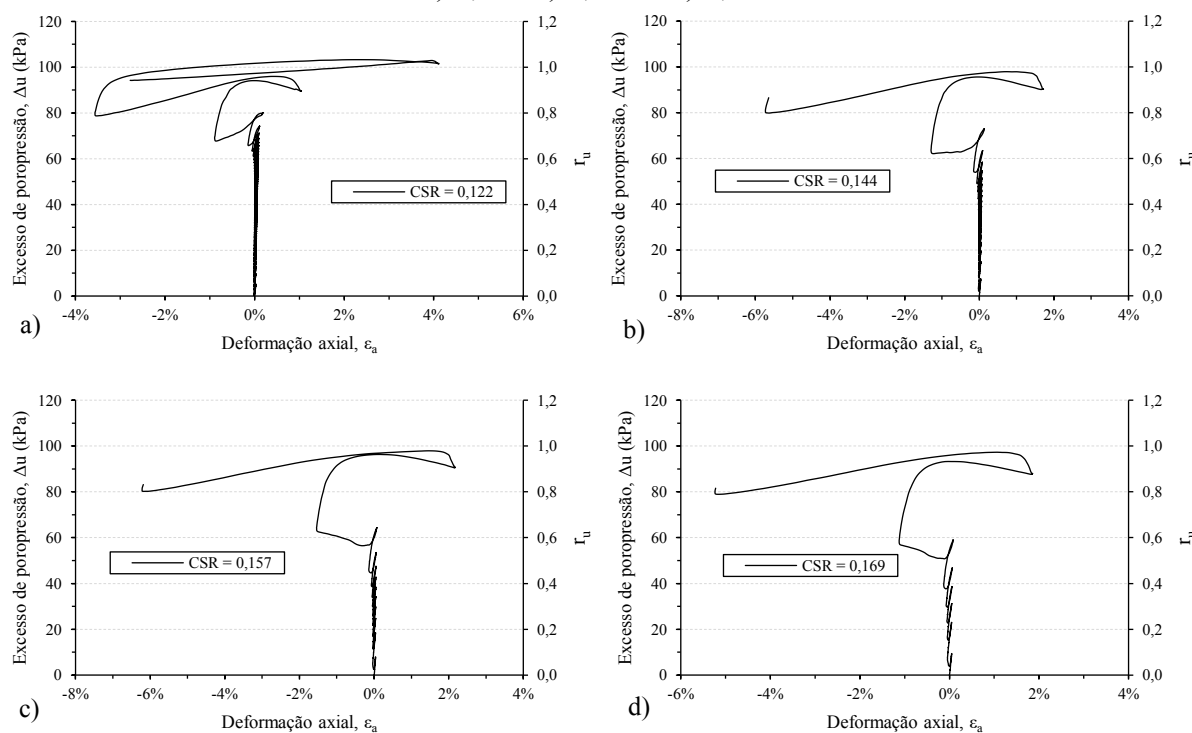 120
100
80
60
40
20
0
Excesso de poropressão, Δu (kPa)
1,2
1,0
0,8
0,6
0,4
0,2
0,0
r_u
CSR = 0,122
-4% -2% 0% 2% 4% 6%
Deformação axial, ε_a
a)
120
100
80
60
40
20
0
Excesso de poropressão, Δu (kPa)
1,2
1,0
0,8
0,6
0,4
0,2
0,0
r_u
CSR = 0,144
-8% -6% -4% -2% 0% 2% 4%
Deformação axial, ε_a
b)
120
100
80
60
40
20
0
Excesso de poropressão, Δu (kPa)
1,2
1,0
0,8
0,6
0,4
0,2
0,0
r_u
CSR = 0,157
-8% -6% -4% -2% 0% 2% 4%
Deformação axial, ε_a
c)
120
100
80
60
40
20
0
Excesso de poropressão, Δu (kPa)
1,2
1,0
0,8
0,6
0,4
0,2
0,0
r_u
CSR = 0,169
-6% -4% -2% 0% 2% 4%
Deformação axial, ε_a
d)